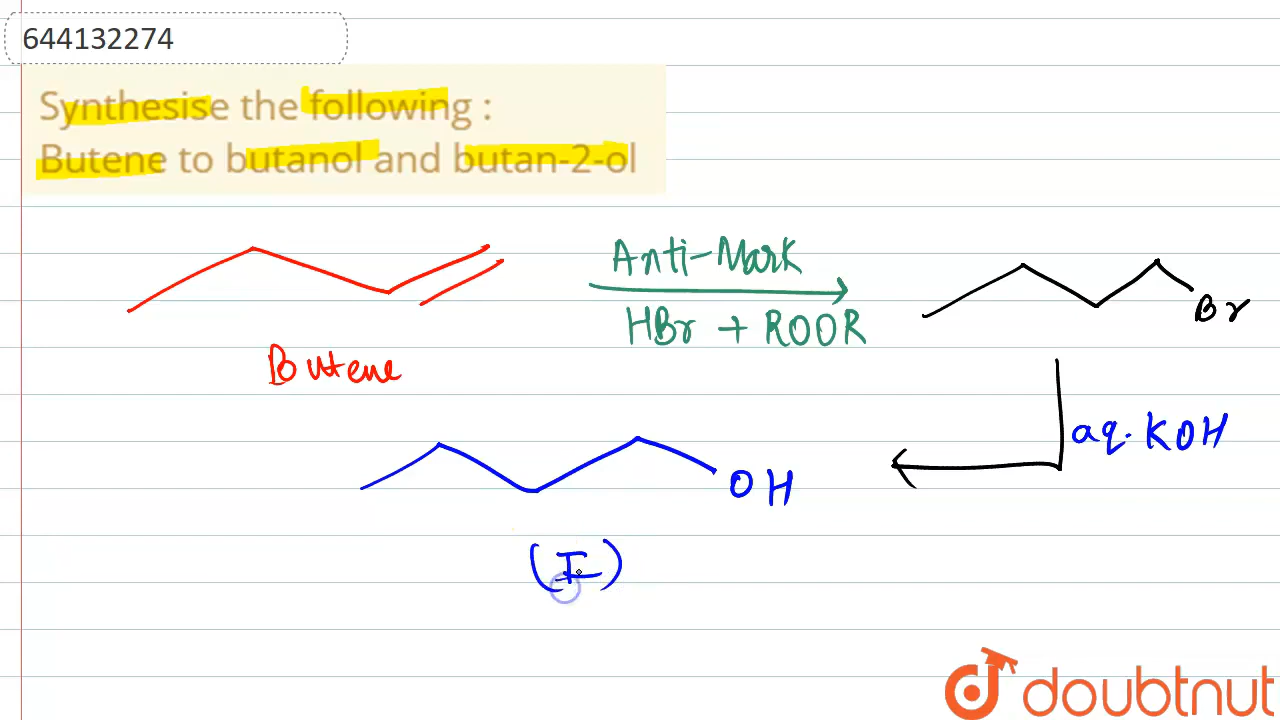 644132274
Synthesise the following :
Butene to butanol and butan-2-ol
Anti-Mark
HBr + ROOR
Br
Butene
aq. KOH
OH
(I)
doubtnut